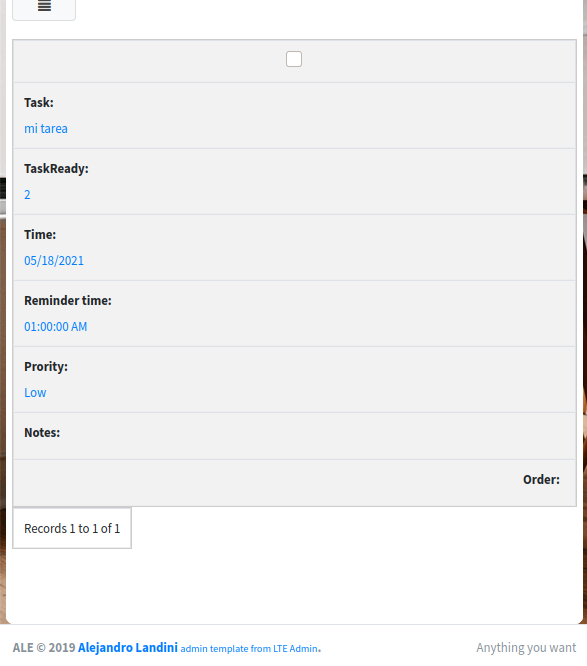 Task:
mi tarea
TaskReady:
2
Time:
05/18/2021
Reminder time:
01:00:00 AM
Prority:
Low
Notes:
Order:
Records 1 to 1 of 1
ALE © 2019 Alejandro Landini admin template from LTE Admin. Anything you want